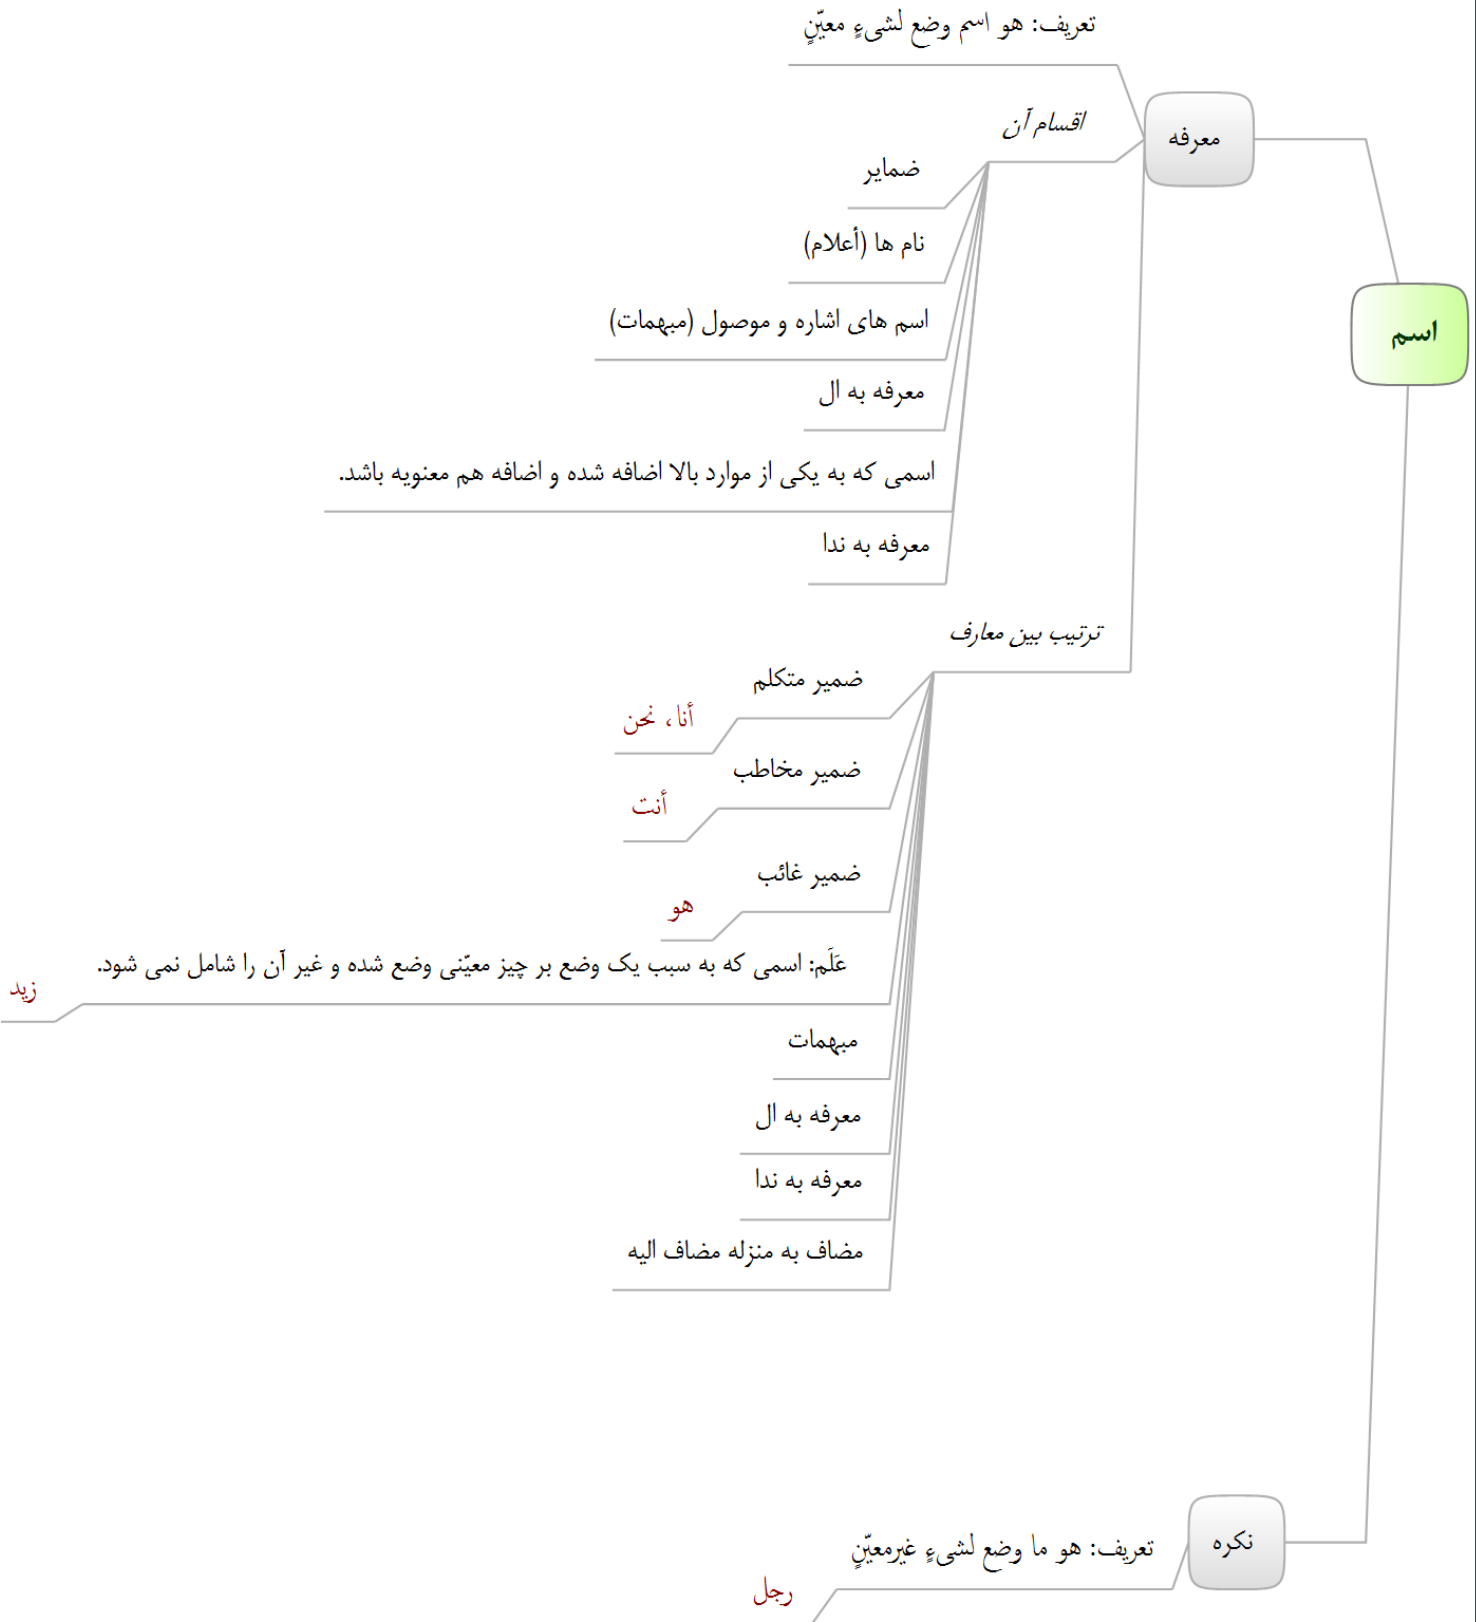 اسم
معرفه
تعریف: هو اسم وضع لشیءٍ معیّنٍ
اقسام آن
ضمایر
نام ها (أعلام)
اسم های اشاره و موصول (مبهمات)
معرفه به ال
اسمی که به یکی از موارد بالا اضافه شده و اضافه هم معنویه باشد.
معرفه به ندا
ترتیب بین معارف
ضمیر متکلم
أنا، نحن
ضمیر مخاطب
أنت
ضمیر غائب
هو
عَلَم: اسمی که به سبب یک وضع بر چیز معیّنی وضع شده و غیر آن را شامل نمی شود.
زید
مبهمات
معرفه به ال
معرفه به ندا
مضاف به منزله مضاف الیه
نکره
تعریف: هو ما وضع لشیءٍ غیرمعیّنٍ
رجل